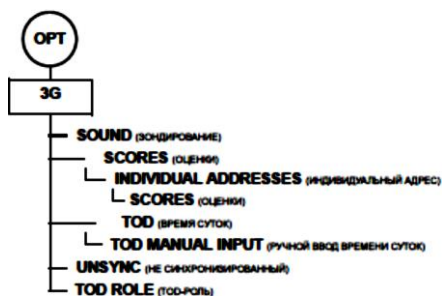 OPT
3G
SOUND (ЗОНДИРОВАНИЕ)
SCORES (ОЦЕНКИ)
INDIVIDUAL ADDRESSES (ИНДИВИДУАЛЬНЫЙ АДРЕС)
SCORES (ОЦЕНКИ)
TOD (ВРЕМЯ СУТОК)
TOD MANUAL INPUT (РУЧНОЙ ВВОД ВРЕМЕНИ СУТОК)
UNSYNC (НЕ СИНХРОНИЗИРОВАННЫЙ)
TOD ROLE (TOD-РОЛЬ)